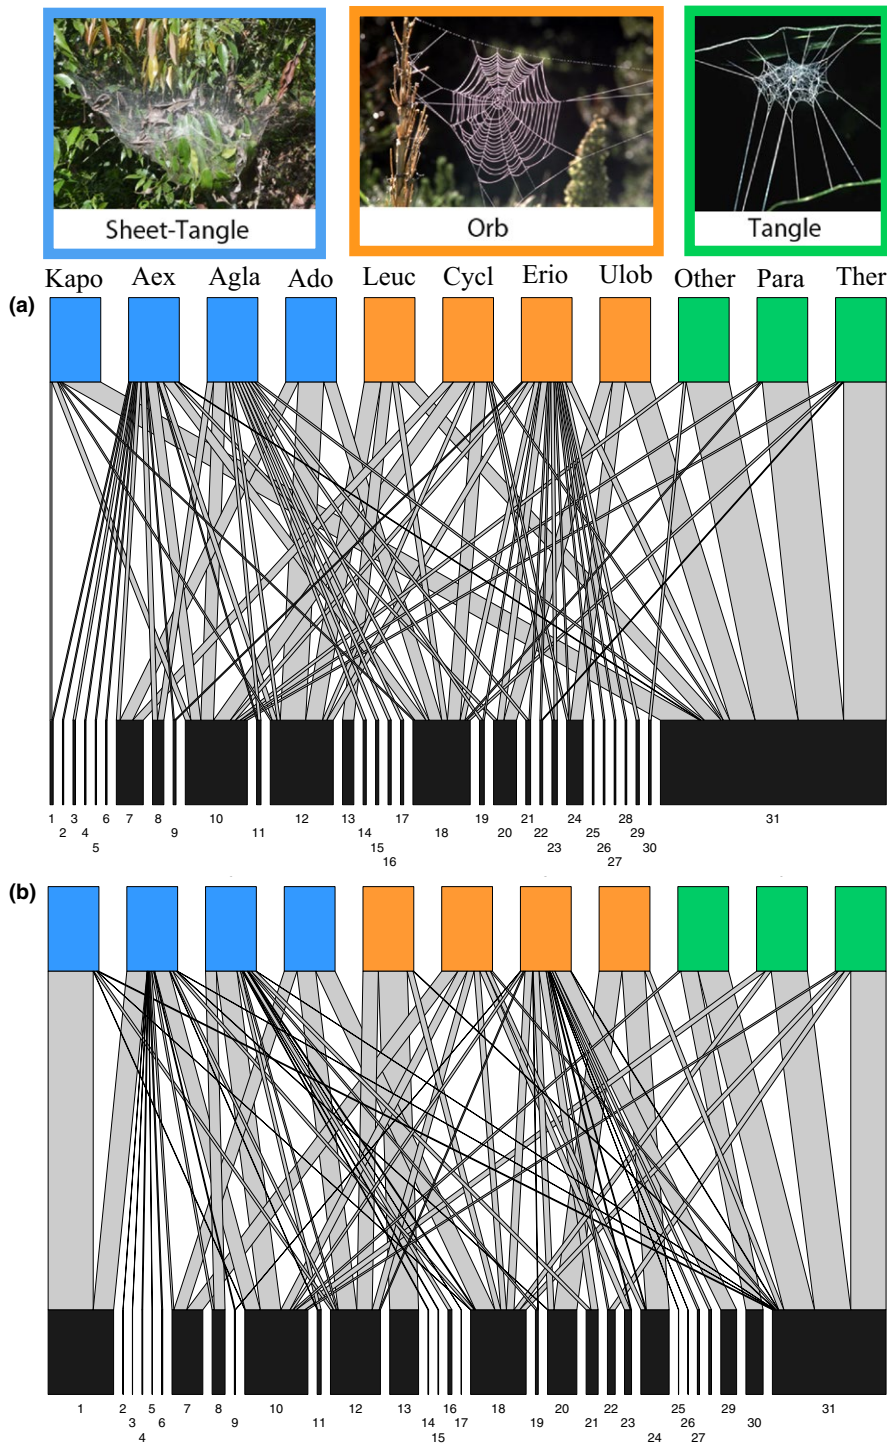 Sheet-Tangle Orb Tangle
Kapo Aex Agla Ado Leuc Cycl Erio Ulob Other Para Ther
(a)
1 3 6 7 8 10 12 13 17 19 21 24 28 31
2 4 9 11 14 18 20 22 25 29
5 15 16 23 26 27 30
(b)
1 2 5 7 8 10 12 13 16 18 20 22 25 29 31
3 6 9 11 14 17 19 21 23 26 30
4 15 24 27